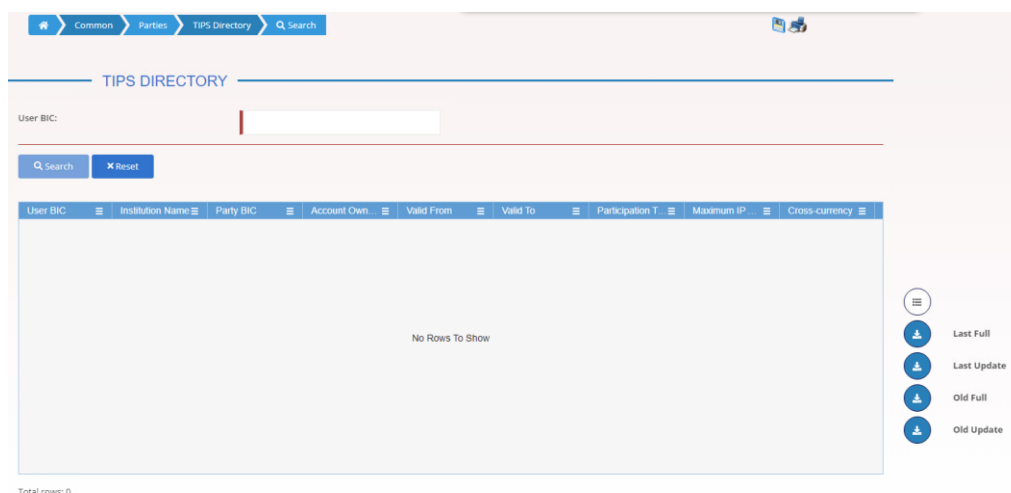 Common Parties TIPS Directory Search
TIPS DIRECTORY
User BIC:
Search Reset
User BIC Institution Name Party BIC Account Own... Valid From Valid To Participation T... Maximum IP ... Cross-currency
No Rows To Show
Last Full
Last Update
Old Full
Old Update
Total rows: 0